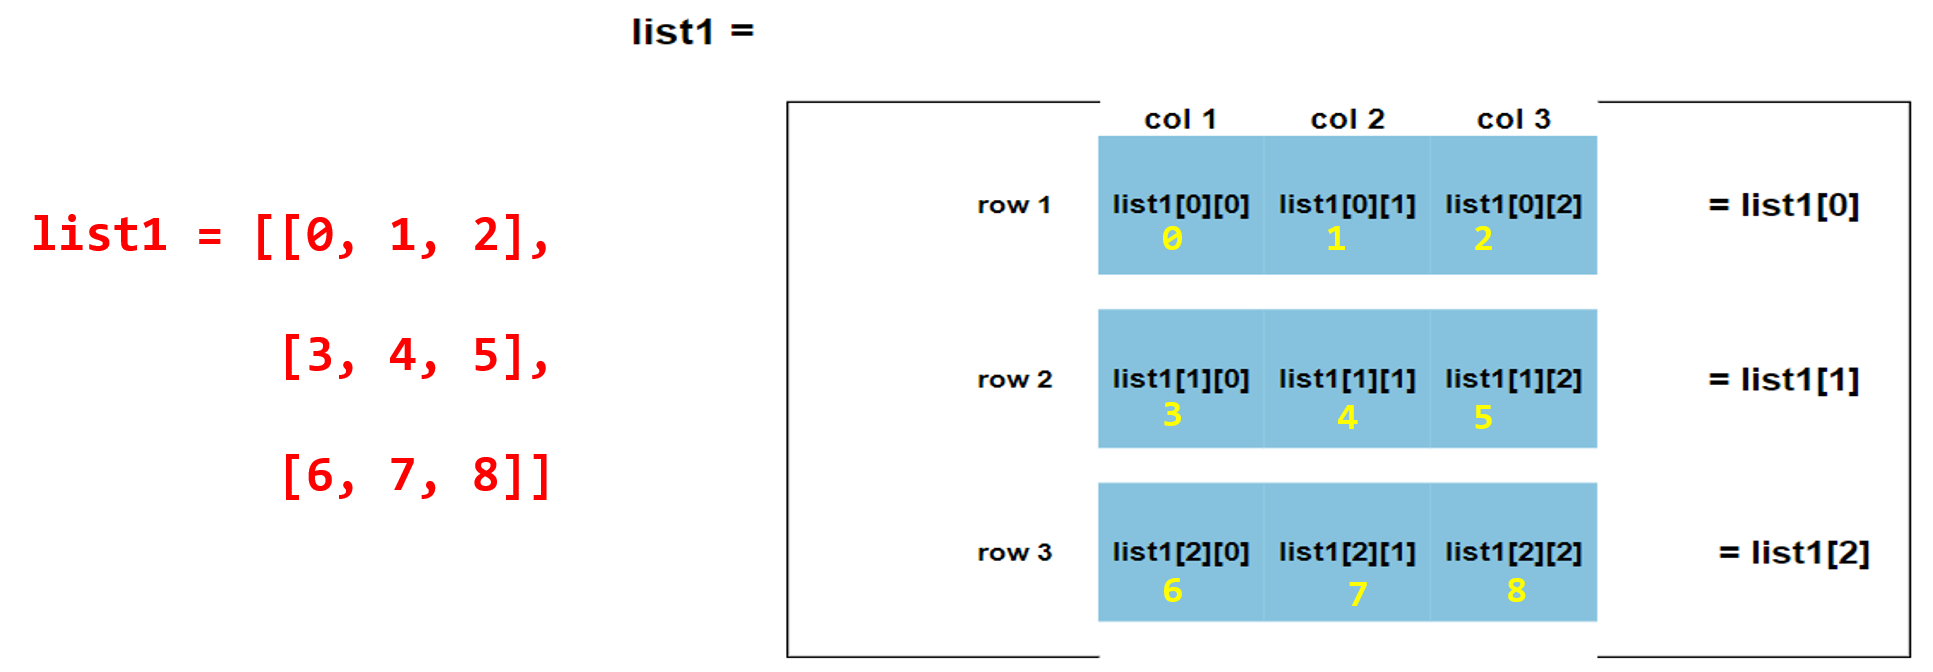 list1 =
list1 = [[0, 1, 2],
[3, 4, 5],
[6, 7, 8]]
col 1 col 2 col 3
row 1 list1[0][0] list1[0][1] list1[0][2] = list1[0]
0 1 2
row 2 list1[1][0] list1[1][1] list1[1][2] = list1[1]
3 4 5
row 3 list1[2][0] list1[2][1] list1[2][2] = list1[2]
6 7 8